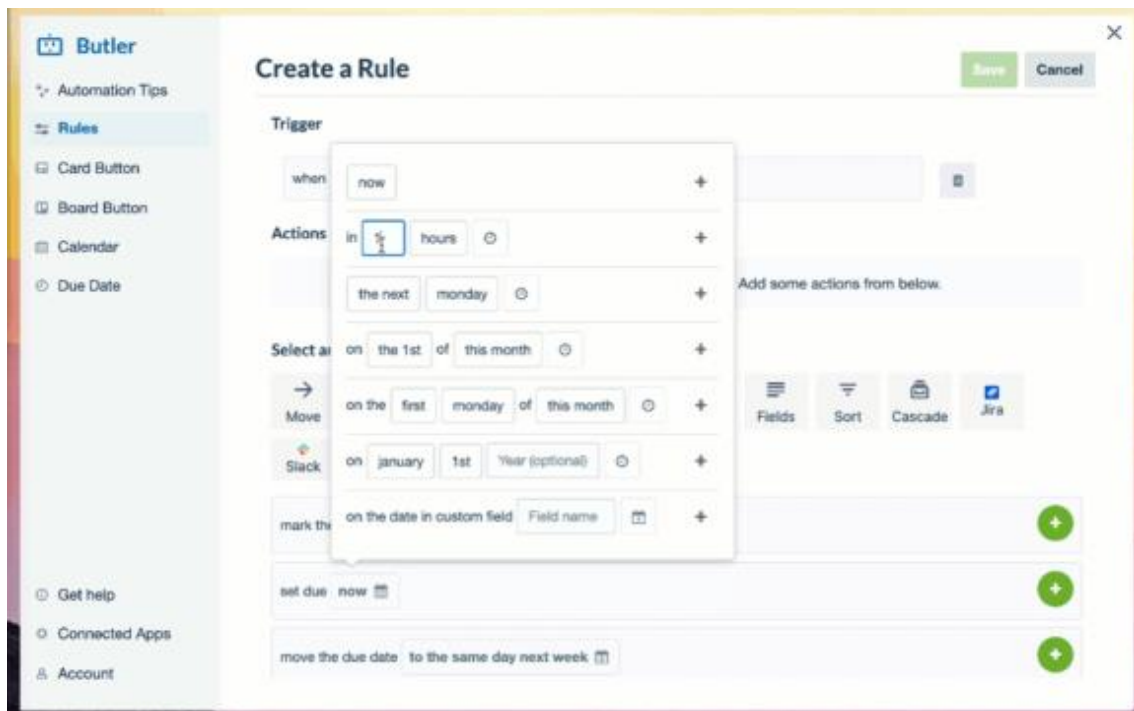 Butler
Automation Tips
Rules
Card Button
Board Button
Calendar
Due Date
Get help
Connected Apps
Account
Create a Rule
Save Cancel
Trigger
when
Actions
Add some actions from below.
now
in hours
the next monday
on the 1st of this month
on the first monday of this month
on january 1st Year (optional)
on the date in custom field Field name
Select
Move Fields Sort Cascade Jira
Slack
mark
set due now
move the due date to the same day next week